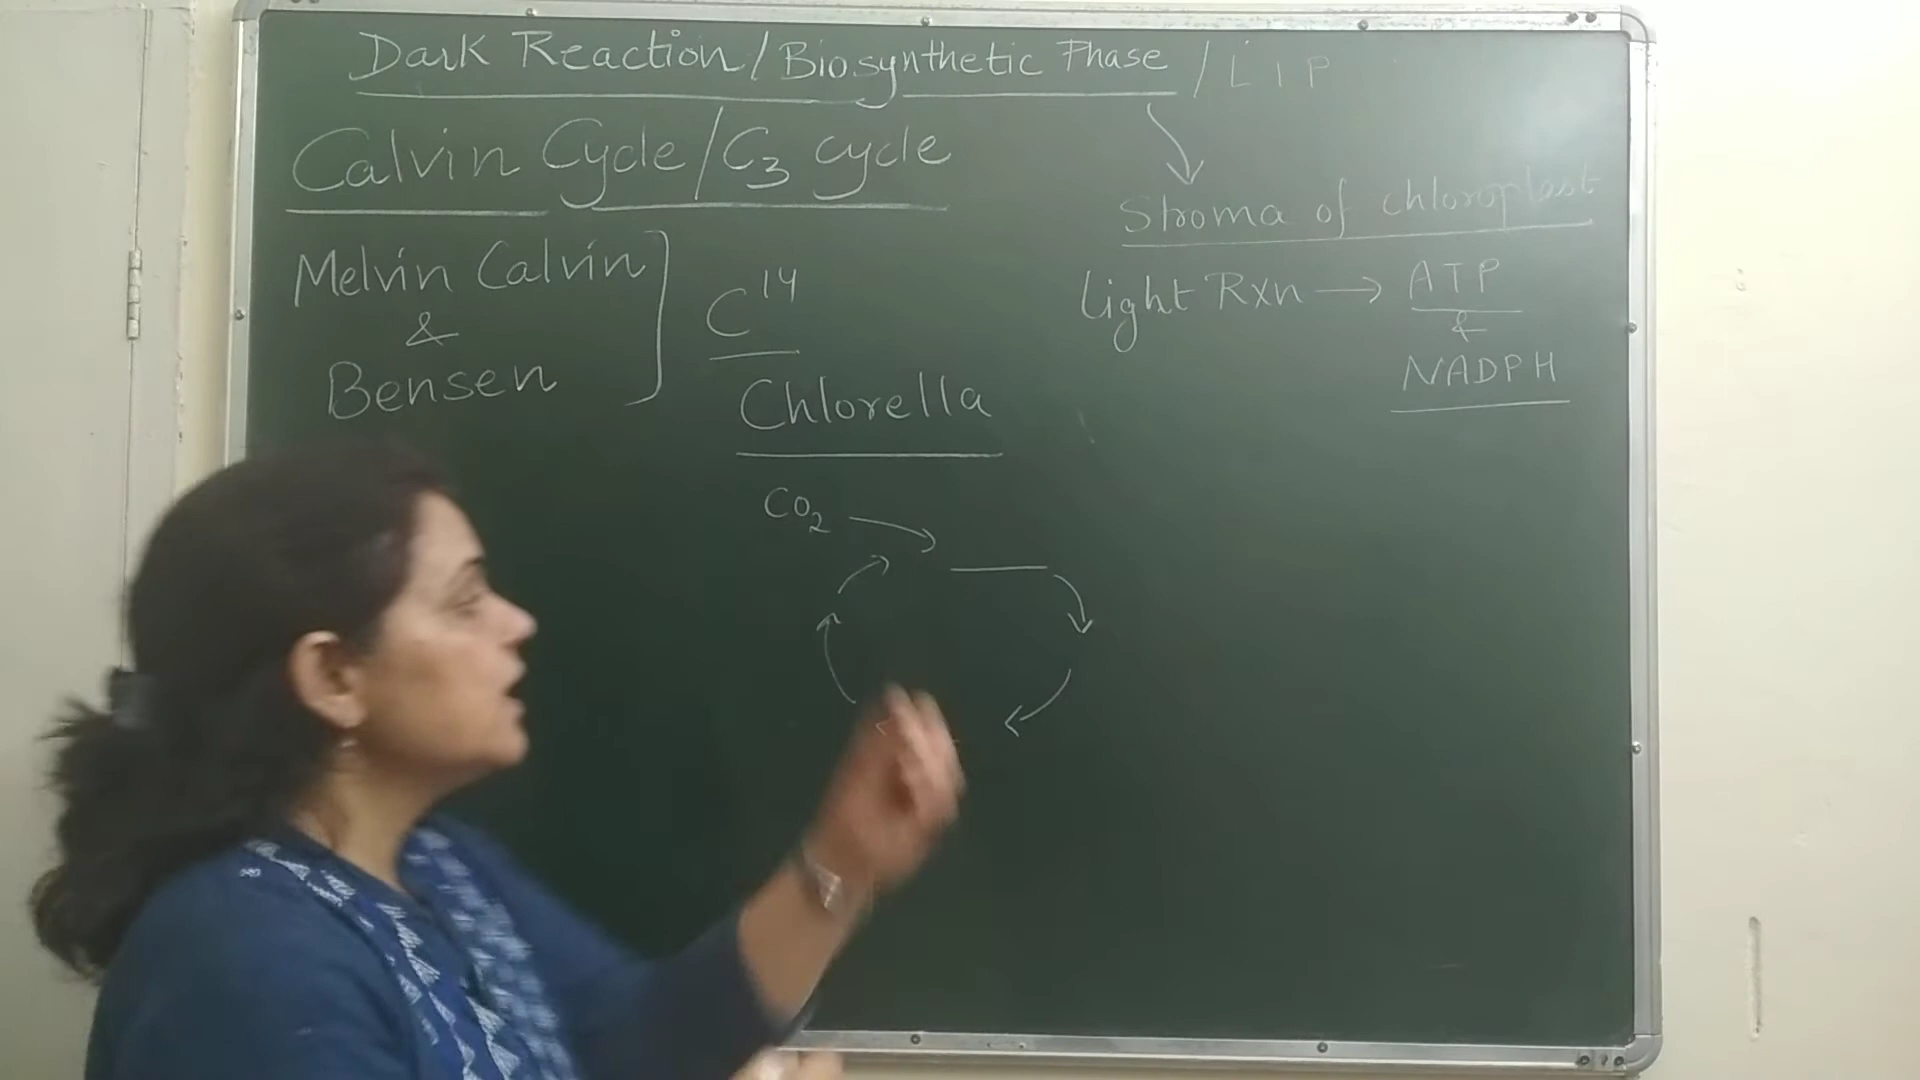 Dark Reaction/Biosynthetic Phase / LIP
Calvin Cycle/C3 cycle
Stroma of chloroplast
Melvin Calvin
&
Bensen
C14
Chlorella
Light Rxn → ATP
&
NADPH
CO2